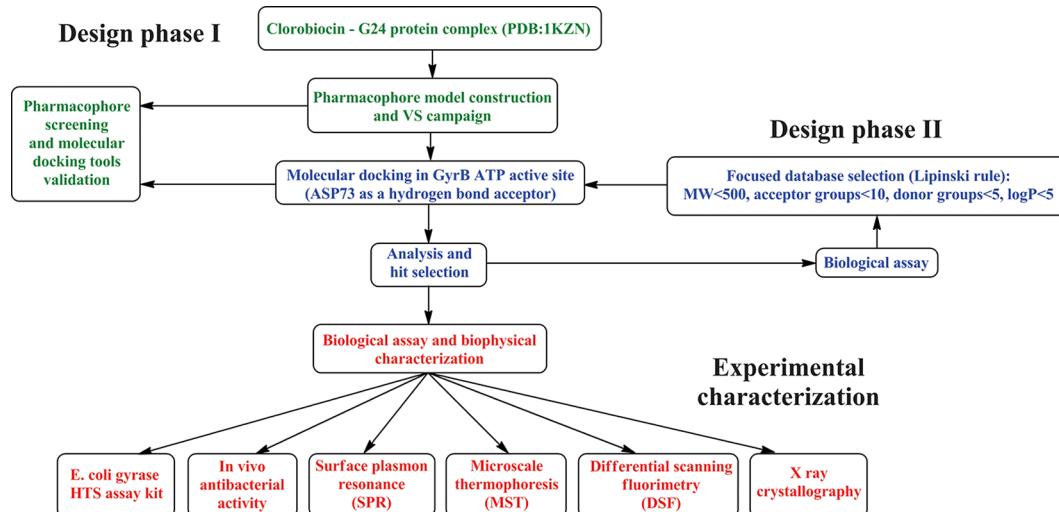 Design phase I
Clorobiocin - G24 protein complex (PDB:1KZN)
Pharmacophore model construction
and VS campaign
Pharmacophore
screening
and molecular
docking tools
validation
Design phase II
Molecular docking in GyrB ATP active site
(ASP73 as a hydrogen bond acceptor)
Focused database selection (Lipinski rule):
MW<500, acceptor groups<10, donor groups<5, logP<5
Analysis and
hit selection
Biological assay
Biological assay and biophysical
characterization
Experimental
characterization
E. coli gyrase
HTS assay kit
In vivo
antibacterial
activity
Surface plasmon
resonance
(SPR)
Microscale
thermophoresis
(MST)
Differential scanning
fluorimetry
(DSF)
X ray
crystallography